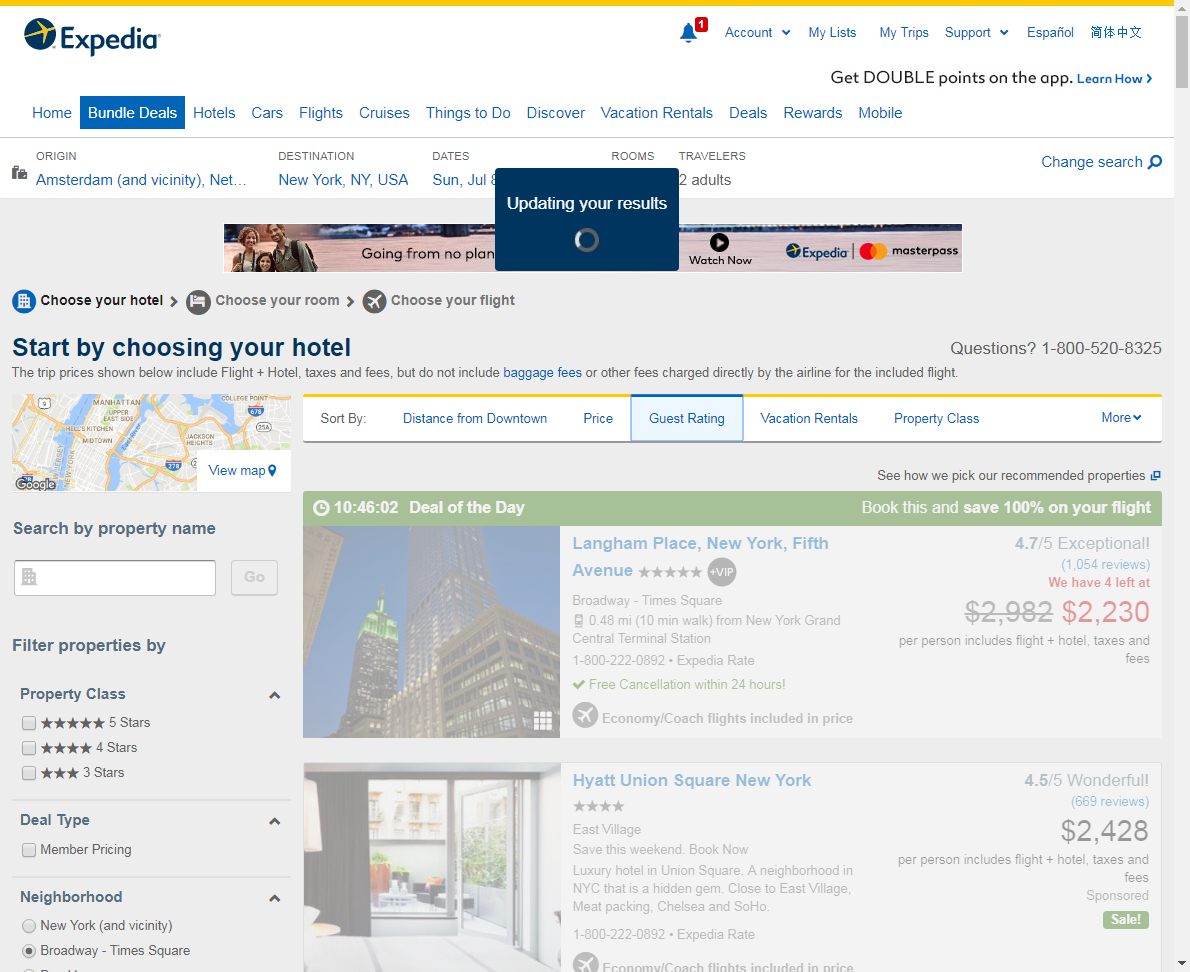 Expedia
1
Account
My Lists
My Trips
Support
Español
简体中文
Get DOUBLE points on the app. Learn How
Home
Bundle Deals
Hotels
Cars
Flights
Cruises
Things to Do
Discover
Vacation Rentals
Deals
Rewards
Mobile
ORIGIN
Amsterdam (and vicinity), Net...
DESTINATION
New York, NY, USA
DATES
Sun, Jul
ROOMS
TRAVELERS
2 adults
Change search
Updating your results
Going from no plan
Watch Now
Expedia
masterpass
Choose your hotel
Choose your room
Choose your flight
Start by choosing your hotel
Questions? 1-800-520-8325
The trip prices shown below include Flight + Hotel, taxes and fees, but do not include baggage fees or other fees charged directly by the airline for the included flight.
9
MANHATTAN
COLLEGE POINT
678
UPPER
EAST SIDE
25A
HELL'S KITCHEN
MIDTOWN
East River
JACKSON
HEIGHTS
278
NEW YORK
Google
View map
Sort By:
Distance from Downtown
Price
Guest Rating
Vacation Rentals
Property Class
More
See how we pick our recommended properties
Search by property name
Go
Filter properties by
Property Class
5 Stars
4 Stars
3 Stars
Deal Type
Member Pricing
Neighborhood
New York (and vicinity)
Broadway - Times Square
10:46:02 Deal of the Day
Book this and save 100% on your flight
Langham Place, New York, Fifth
Avenue +VIP
Broadway - Times Square
0.48 mi (10 min walk) from New York Grand
Central Terminal Station
1-800-222-0892 • Expedia Rate
Free Cancellation within 24 hours!
Economy/Coach flights included in price
4.7/5 Exceptional!
(1,054 reviews)
We have 4 left at
$2,982 $2,230
per person includes flight + hotel, taxes and
fees
Hyatt Union Square New York
East Village
Save this weekend. Book Now
Luxury hotel in Union Square. A neighborhood in
NYC that is a hidden gem. Close to East Village,
Meat packing, Chelsea and SoHo.
1-800-222-0892 • Expedia Rate
Economy/Coach flights included in price
4.5/5 Wonderful!
(669 reviews)
$2,428
per person includes flight + hotel, taxes and
fees
Sponsored
Sale!